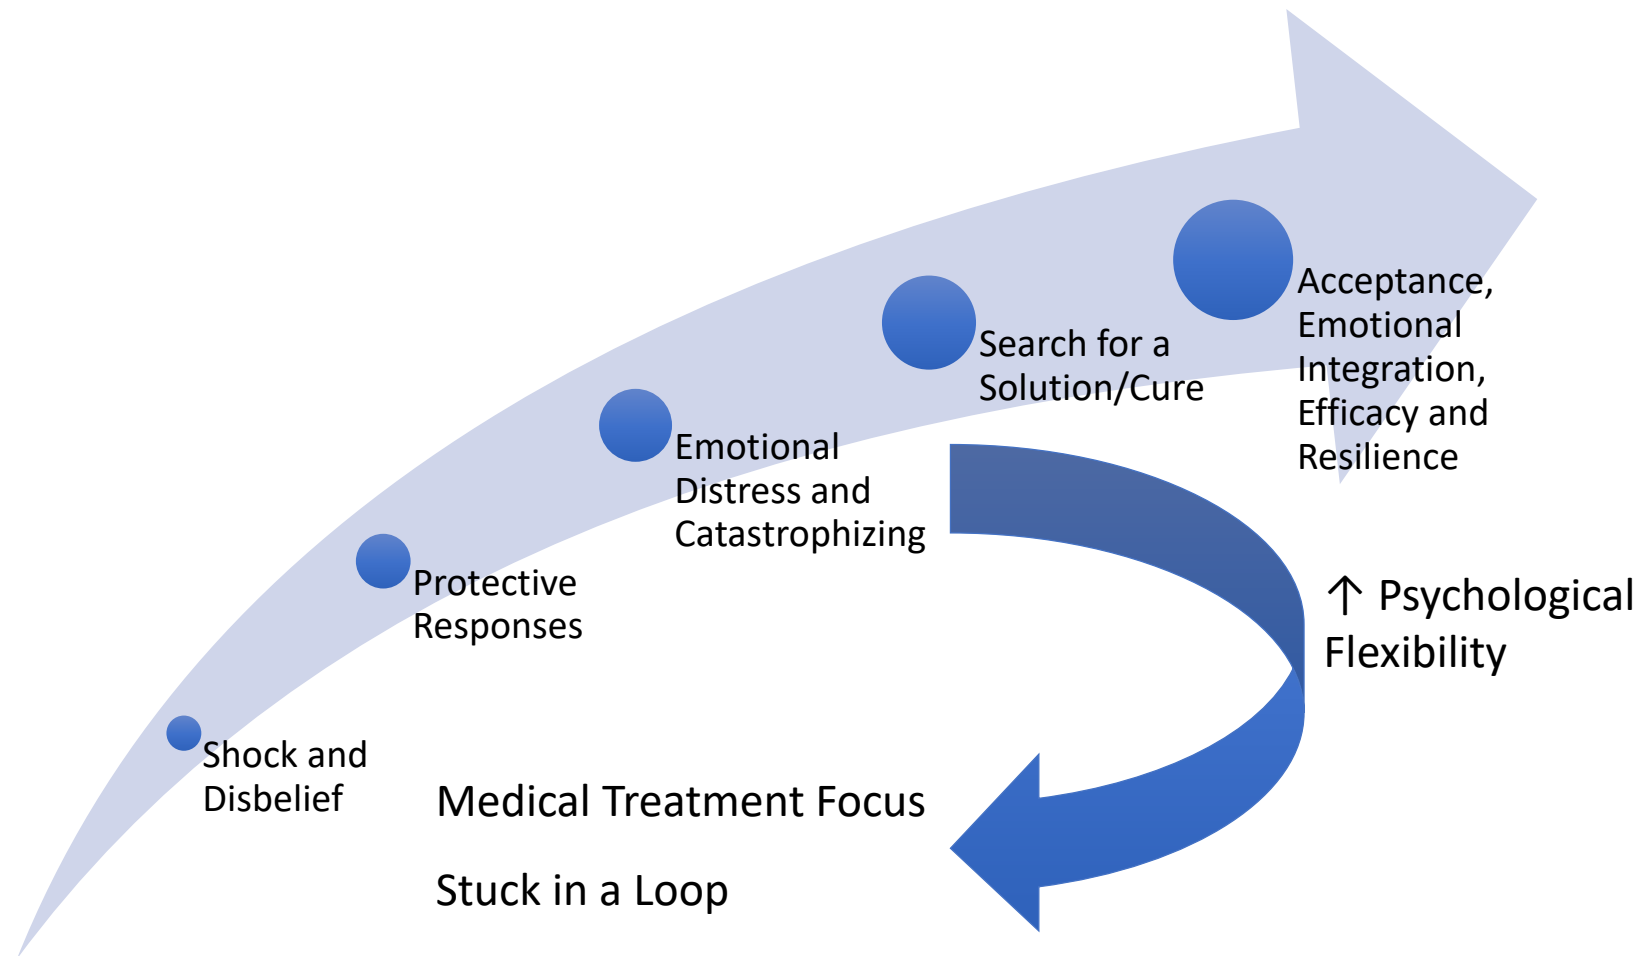 Shock and
Disbelief
Protective
Responses
Emotional
Distress and
Catastrophizing
Search for a
Solution/Cure
Acceptance,
Emotional
Integration,
Efficacy and
Resilience
↑ Psychological
Flexibility
Medical Treatment Focus
Stuck in a Loop